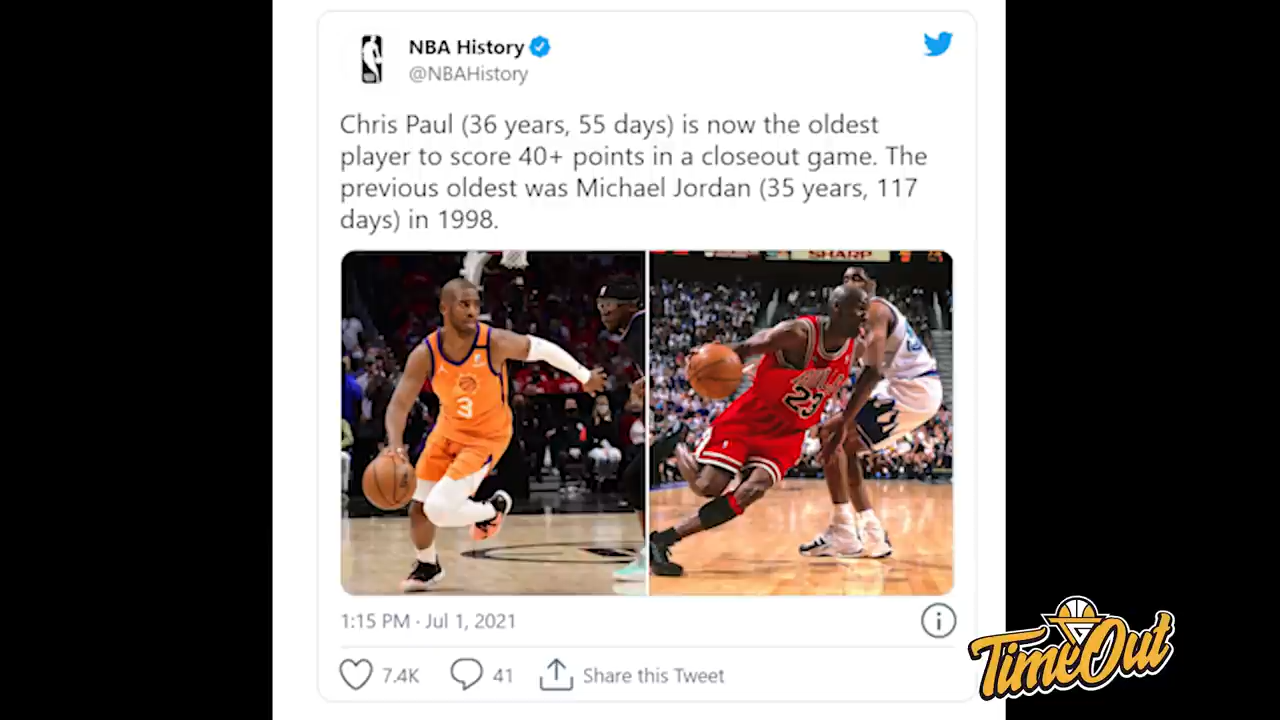 NBA History
@NBAHistory
Chris Paul (36 years, 55 days) is now the oldest
player to score 40+ points in a closeout game. The
previous oldest was Michael Jordan (35 years, 117
days) in 1998.
SHARP
3
23
1:15 PM · Jul 1, 2021
7.4K
41
Share this Tweet
TimeOut